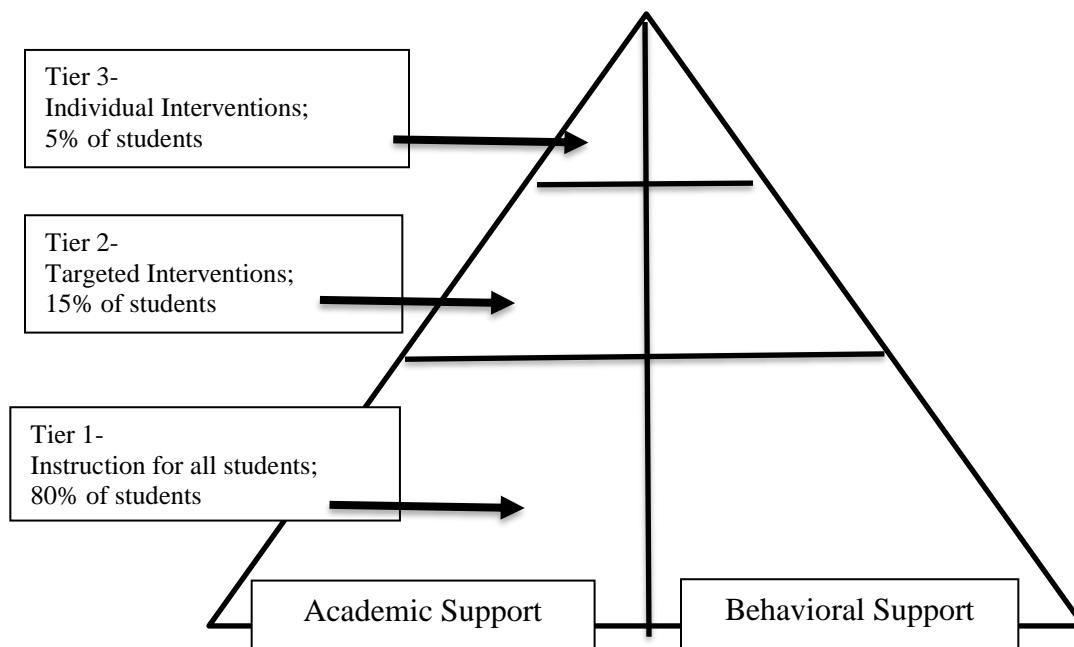 Tier 3-
Individual Interventions;
5% of students
Tier 2-
Targeted Interventions;
15% of students
Tier 1-
Instruction for all students;
80% of students
Academic Support
Behavioral Support